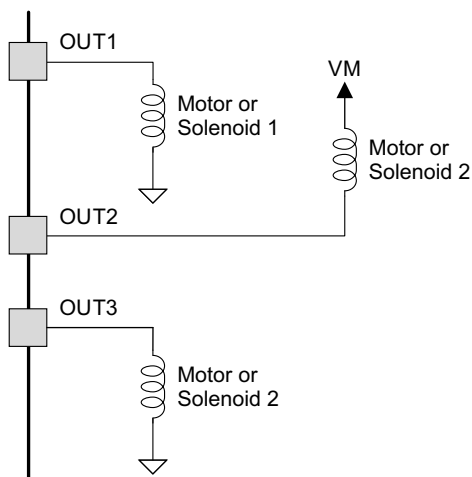 OUT1
Motor or
Solenoid 1
VM
Motor or
Solenoid 2
OUT2
OUT3
Motor or
Solenoid 2